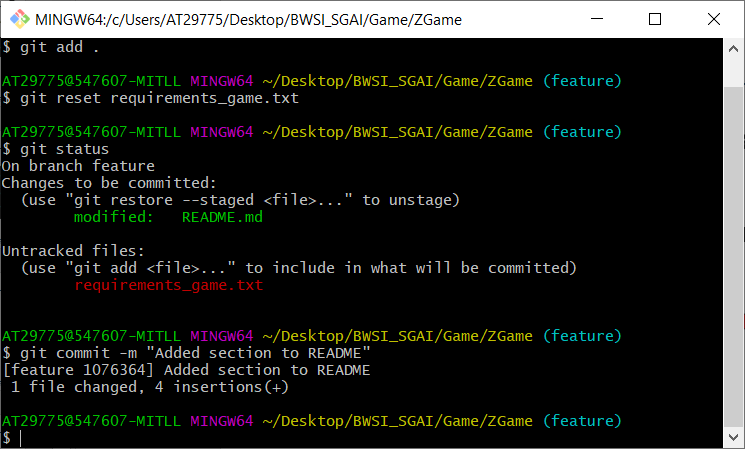 MINGW64:/c/Users/AT29775/Desktop/BWSI_SGAI/Game/ZGame
$ git add .
AT29775@547607-MITLL MINGW64 ~/Desktop/BWSI_SGAI/Game/ZGame (feature)
$ git reset requirements_game.txt
AT29775@547607-MITLL MINGW64 ~/Desktop/BWSI_SGAI/Game/ZGame (feature)
$ git status
On branch feature
Changes to be committed:
  (use "git restore --staged <file>..." to unstage)
        modified:   README.md
Untracked files:
  (use "git add <file>..." to include in what will be committed)
        requirements_game.txt
AT29775@547607-MITLL MINGW64 ~/Desktop/BWSI_SGAI/Game/ZGame (feature)
$ git commit -m "Added section to README"
[feature 1076364] Added section to README
 1 file changed, 4 insertions(+)
AT29775@547607-MITLL MINGW64 ~/Desktop/BWSI_SGAI/Game/ZGame (feature)
$